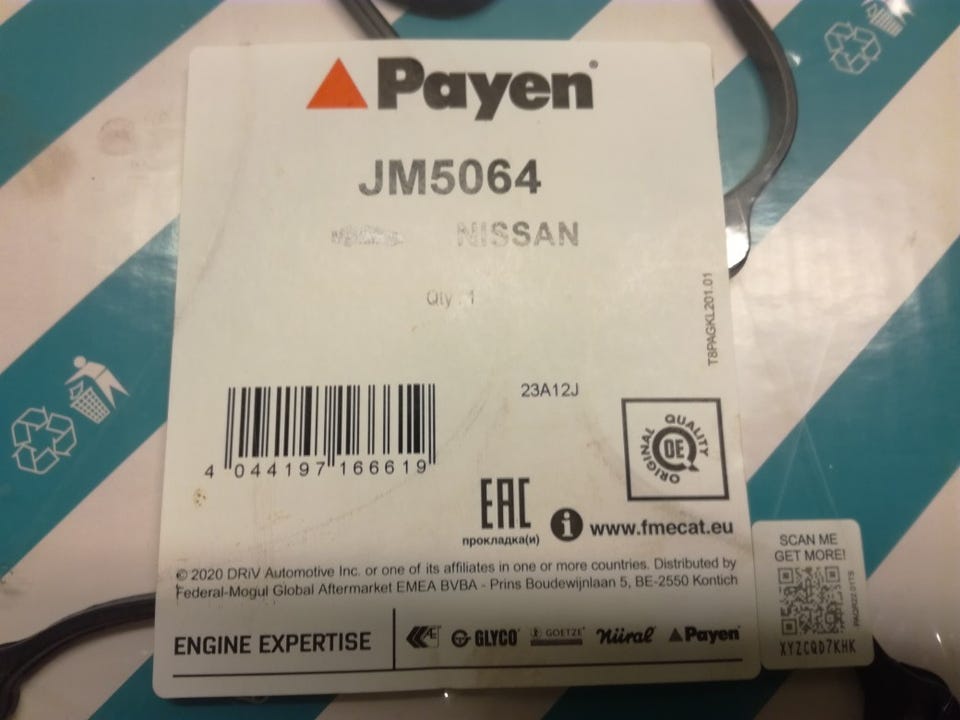 Payen®
JM5064
NISSAN
Qty : 1
T8PAGKL201.01
23A12J
4 044197 166619
ORIGINAL QUALITY
OE
EAC
прокладка(и)
i www.fmecat.eu
© 2020 DRiV Automotive Inc. or one of its affiliates in one or more countries. Distributed by
Federal-Mogul Global Aftermarket EMEA BVBA - Prins Boudewijnlaan 5, BE-2550 Kontich
ENGINE EXPERTISE
AE GLYCO® GOETZE® Nüral® Payen®
SCAN ME
GET MORE!
XYZCQD7KHK